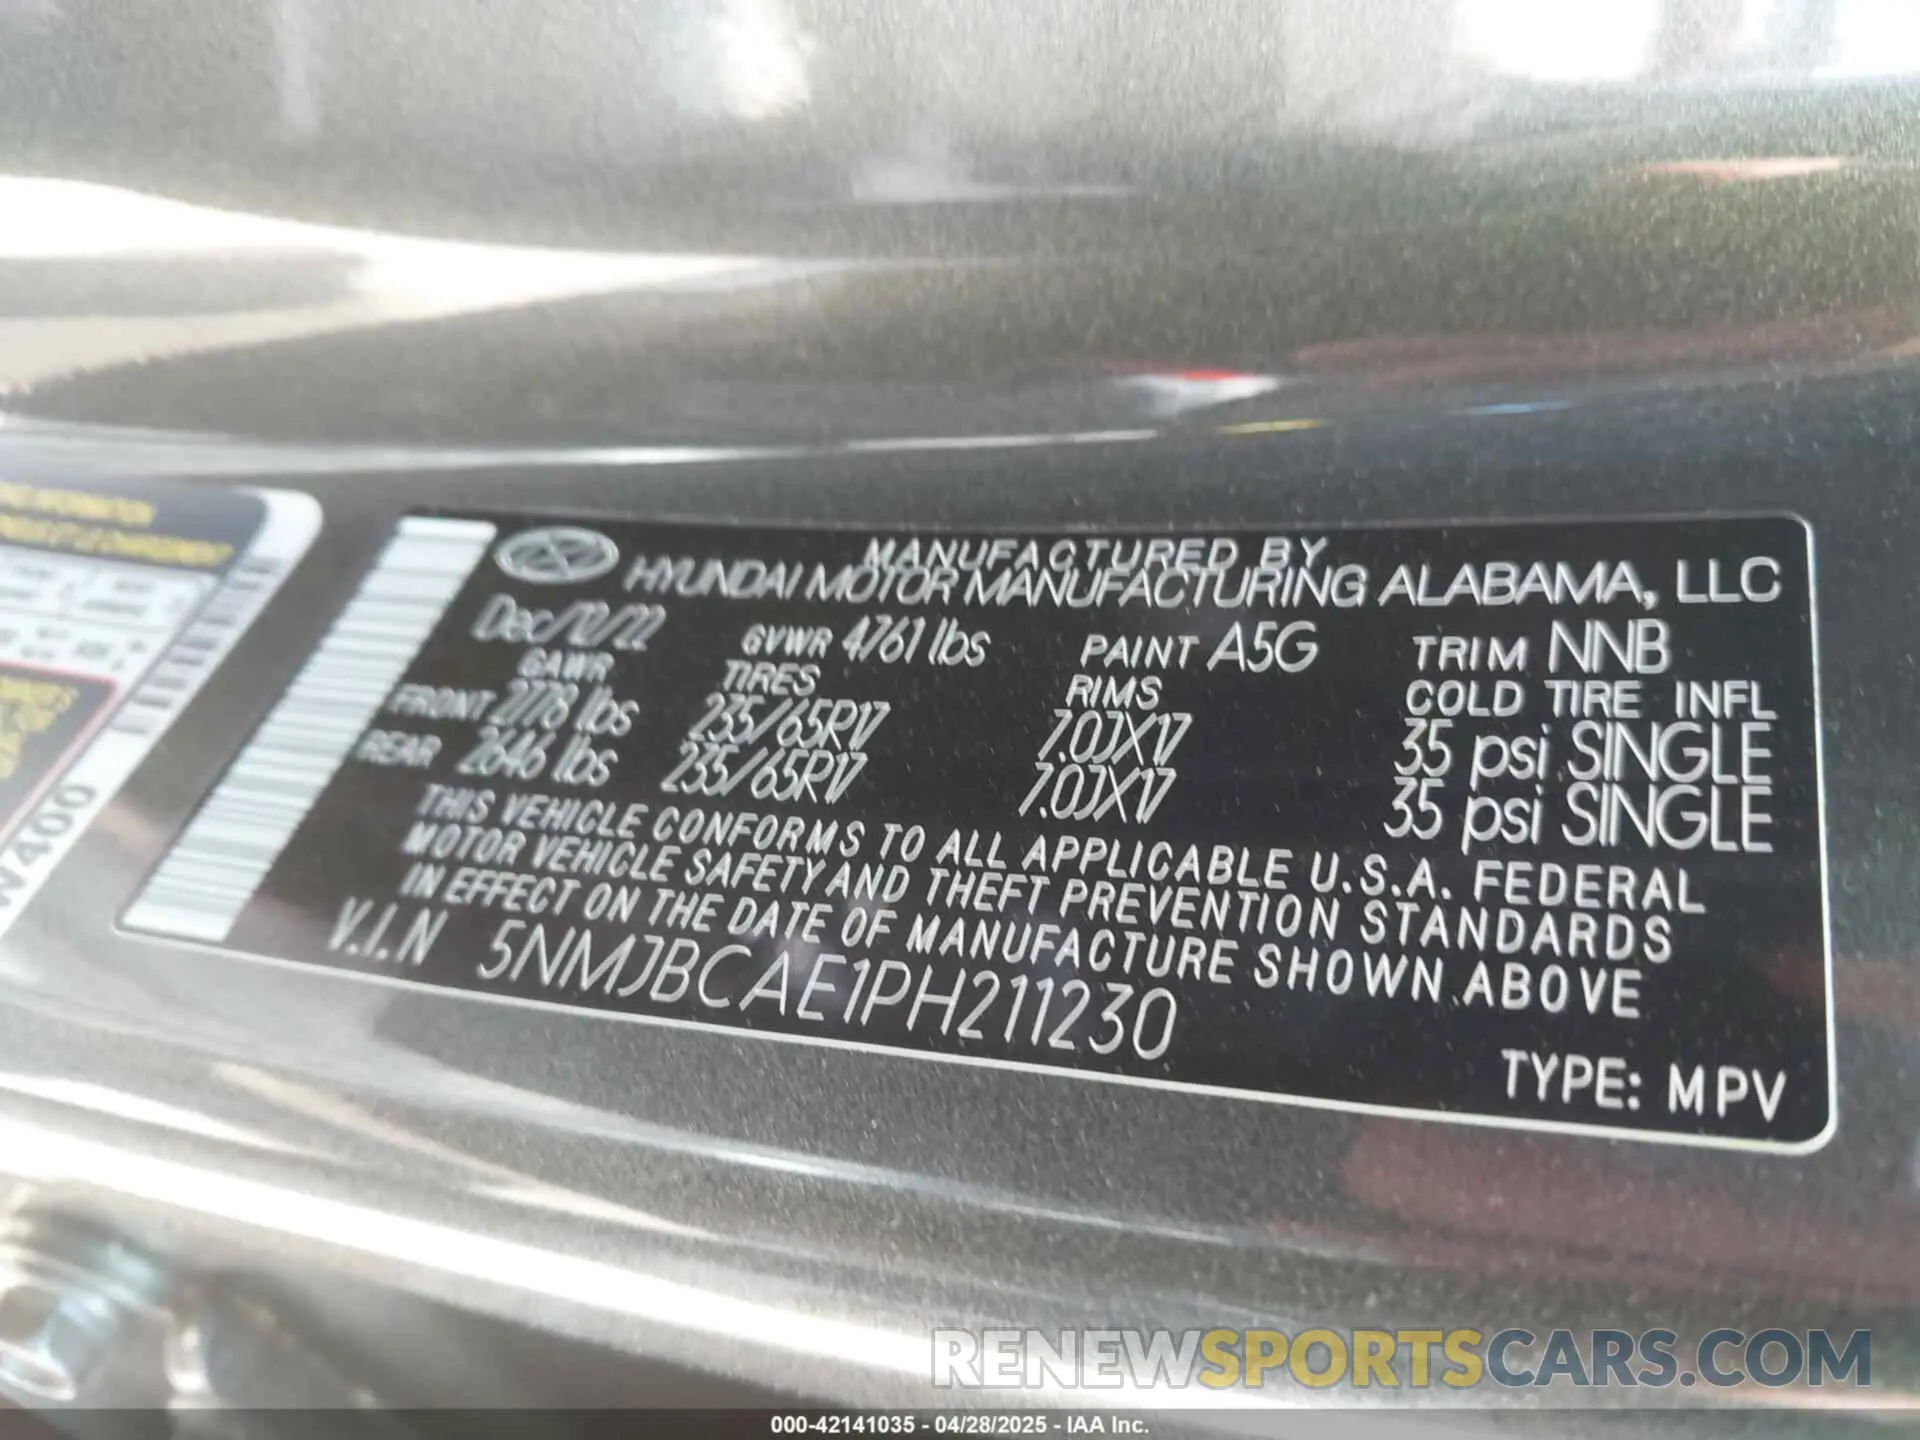 MANUFACTURED BY
HYUNDAI MOTOR MANUFACTURING ALABAMA, LLC
Dec/12/22 GVWR 4761 lbs PAINT A5G TRIM NNB
GAWR TIRES RIMS COLD TIRE INFL
FRONT 2778 lbs 235/65R17 7.0JX17 35 psi SINGLE
REAR 2646 lbs 235/65R17 7.0JX17 35 psi SINGLE
THIS VEHICLE CONFORMS TO ALL APPLICABLE U.S.A. FEDERAL
MOTOR VEHICLE SAFETY AND THEFT PREVENTION STANDARDS
IN EFFECT ON THE DATE OF MANUFACTURE SHOWN ABOVE
V.I.N 5NMJBCAE1PH211230
TYPE: MPV
W400
RENEWSPORTSCARS.COM
000-42141035 - 04/28/2025 - IAA Inc.